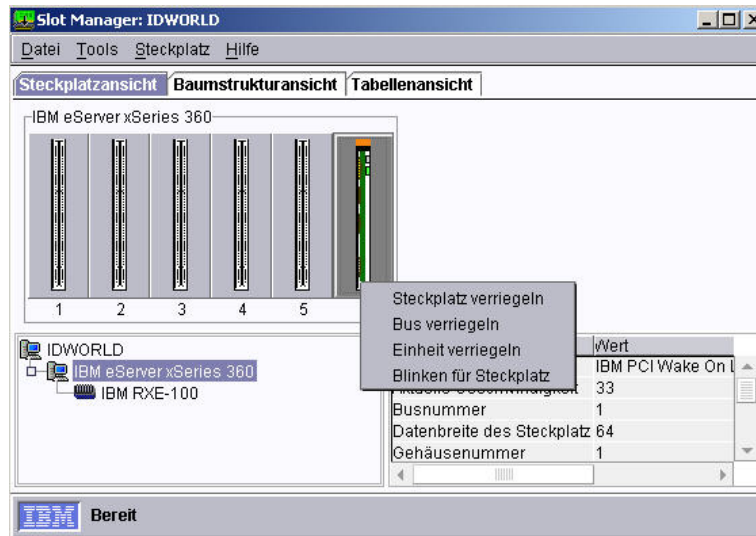 Slot Manager: IDWORLD
Datei Tools Steckplatz Hilfe
Steckplatzansicht Baumstrukturansicht Tabellenansicht
IBM eServer xSeries 360
1 2 3 4 5
Steckplatz verriegeln
Bus verriegeln
Einheit verriegeln
Blinken für Steckplatz
IDWORLD
IBM eServer xSeries 360
IBM RXE-100
Wert
IBM PCI Wake On L
33
Busnummer 1
Datenbreite des Steckplatz 64
Gehäusenummer 1
IBM Bereit